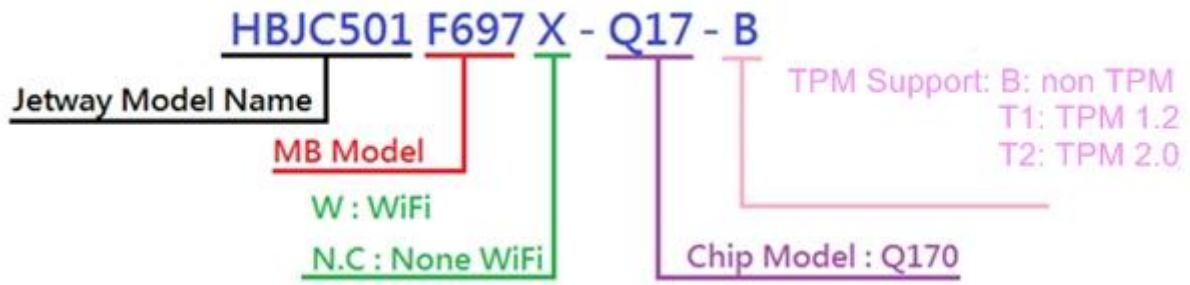 HBJC501 F697 X - Q17 - B
Jetway Model Name
TPM Support: B: non TPM
T1: TPM 1.2
T2: TPM 2.0
MB Model
W : WiFi
N.C : None WiFi
Chip Model : Q170